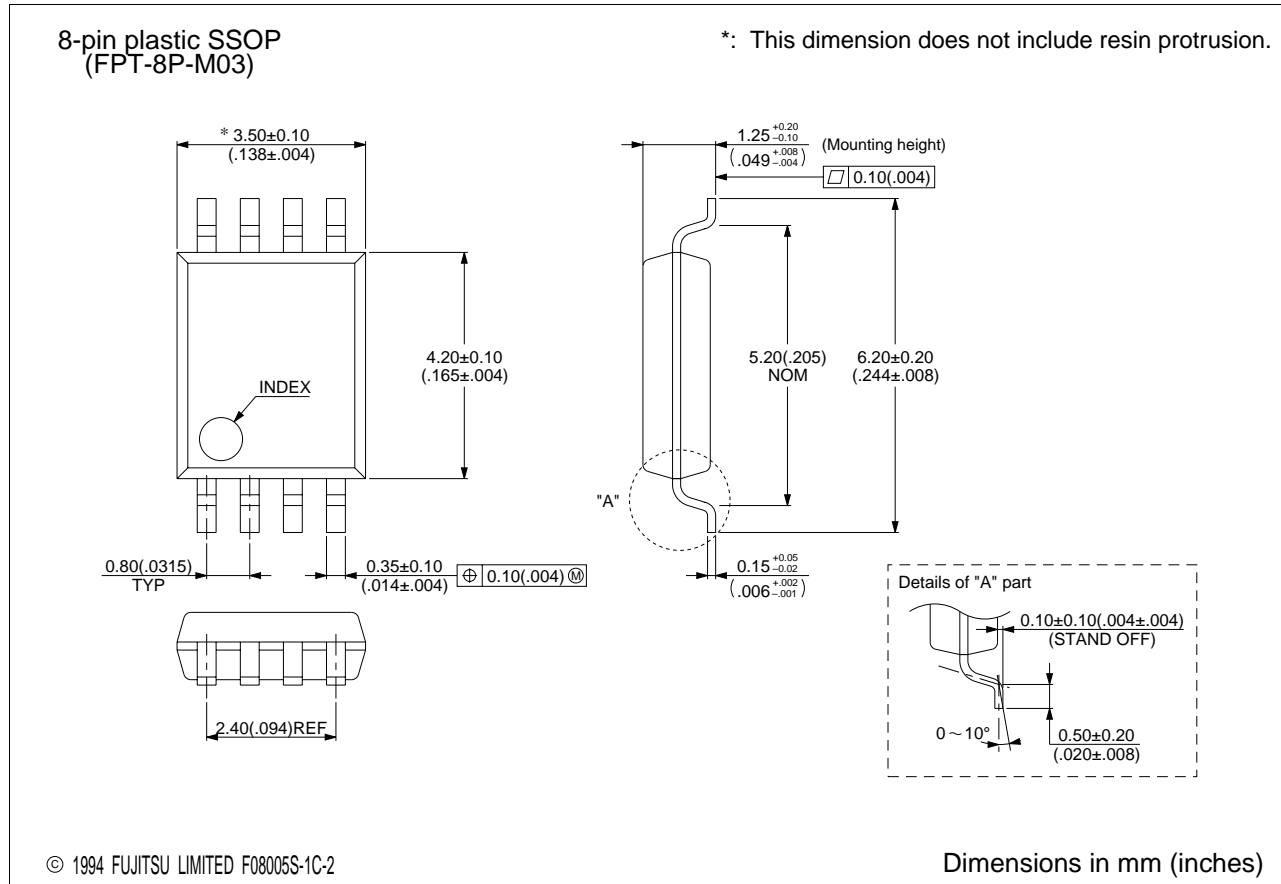 8-pin plastic SSOP
(FPT-8P-M03)
*: This dimension does not include resin protrusion.
* 3.50±0.10
(.138±.004)
1.25 +0.20 −0.10
(.049 +.008 −.004)
(Mounting height)
0.10(.004)
INDEX
4.20±0.10
(.165±.004)
5.20(.205)
NOM
6.20±0.20
(.244±.008)
"A"
0.80(.0315)
TYP
0.35±0.10
(.014±.004)
0.10(.004) Ⓜ
0.15 +0.05 −0.02
(.006 +.002 −.001)
Details of "A" part
0.10±0.10(.004±.004)
(STAND OFF)
0～10°
0.50±0.20
(.020±.008)
2.40(.094)REF
© 1994 FUJITSU LIMITED F08005S-1C-2
Dimensions in mm (inches)